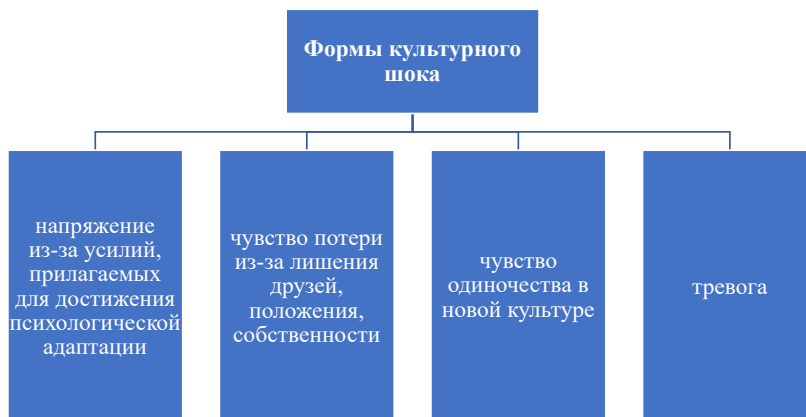 Формы культурного
шока
напряжение
из-за усилий,
прилагаемых
для достижения
психологической
адаптации
чувство потери
из-за лишения
друзей,
положения,
собственности
чувство
одиночества в
новой культуре
тревога